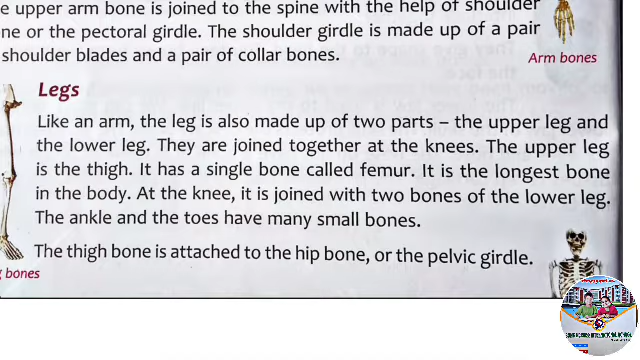 e upper arm bone is joined to the spine with the help of shoulder
ne or the pectoral girdle. The shoulder girdle is made up of a pair
shoulder blades and a pair of collar bones.
Arm bones
Legs
Like an arm, the leg is also made up of two parts – the upper leg and
the lower leg. They are joined together at the knees. The upper leg
is the thigh. It has a single bone called femur. It is the longest bone
in the body. At the knee, it is joined with two bones of the lower leg.
The ankle and the toes have many small bones.
The thigh bone is attached to the hip bone, or the pelvic girdle.
g bones